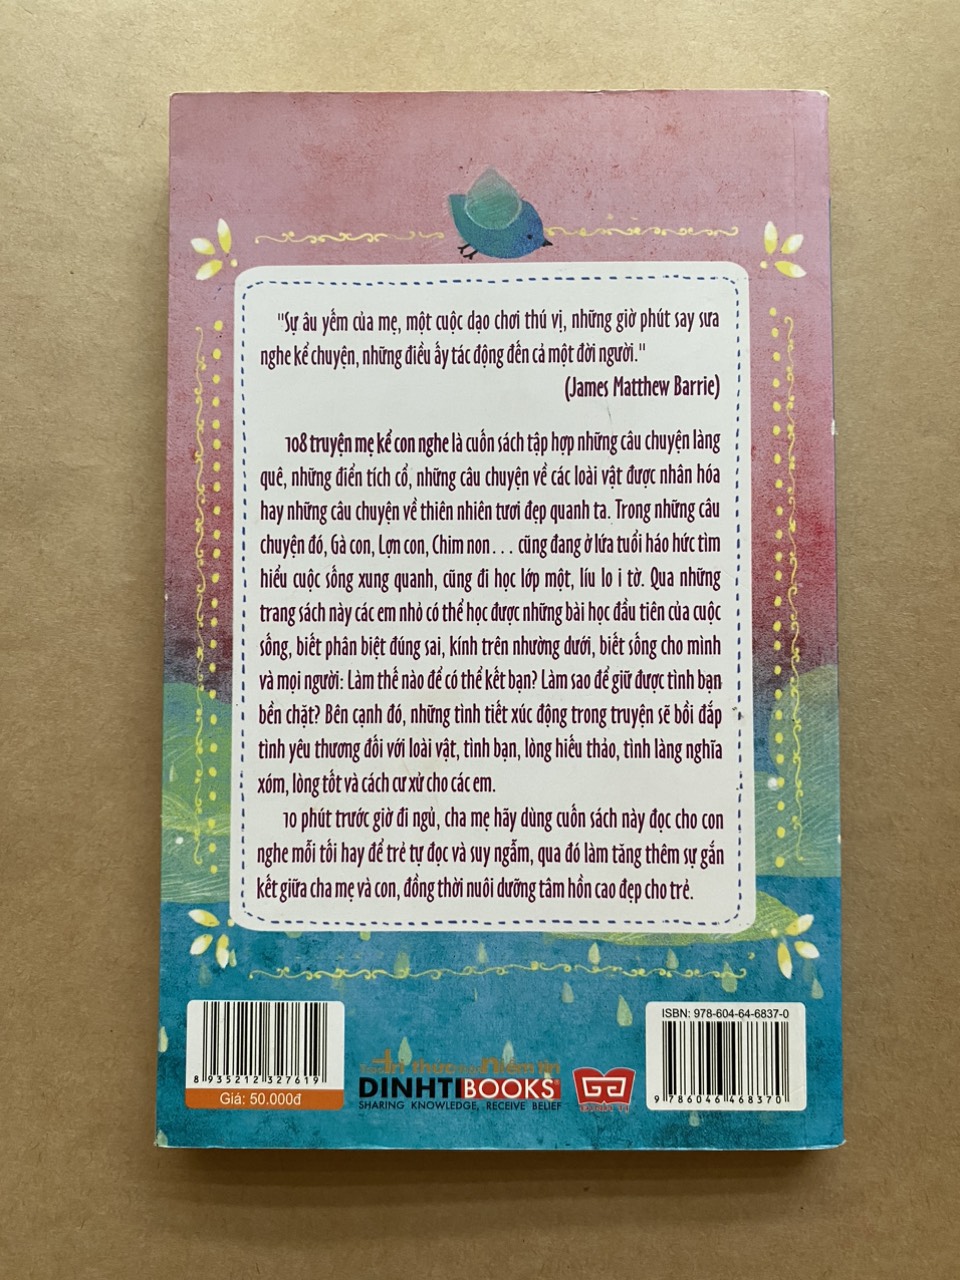 "Sự âu yếm của mẹ, một cuộc dạo chơi thú vị, những giờ phút say sưa
nghe kể chuyện, những điều ấy tác động đến cả một đời người."
(James Matthew Barrie)
108 truyện mẹ kể con nghe là cuốn sách tập hợp những câu chuyện làng
quê, những điển tích cổ, những câu chuyện về các loài vật được nhân hóa
hay những câu chuyện về thiên nhiên tươi đẹp quanh ta. Trong những câu
chuyện đó, Gà con, Lợn con, Chim non... cũng đang ở lứa tuổi háo hức tìm
hiểu cuộc sống xung quanh, cũng đi học lớp một, líu lo i tờ. Qua những
trang sách này các em nhỏ có thể học được những bài học đầu tiên của cuộc
sống, biết phân biệt đúng sai, kính trên nhường dưới, biết sống cho mình
và mọi người: Làm thế nào để có thể kết bạn? Làm sao để giữ được tình bạn
bền chặt? Bên cạnh đó, những tình tiết xúc động trong truyện sẽ bồi đắp
tình yêu thương đối với loài vật, tình bạn, lòng hiếu thảo, tình làng nghĩa
xóm, lòng tốt và cách cư xử cho các em.
10 phút trước giờ đi ngủ, cha mẹ hãy dùng cuốn sách này đọc cho con
nghe mỗi tối hay để trẻ tự đọc và suy ngẫm, qua đó làm tăng thêm sự gắn
kết giữa cha mẹ và con, đồng thời nuôi dưỡng tâm hồn cao đẹp cho trẻ.
8 935212 327619
Giá: 50.000đ
tri thức niềm tin
DINHTIBOOKS
SHARING KNOWLEDGE, RECEIVE BELIEF
ISBN: 978-604-64-6837-0
9 786046 468370